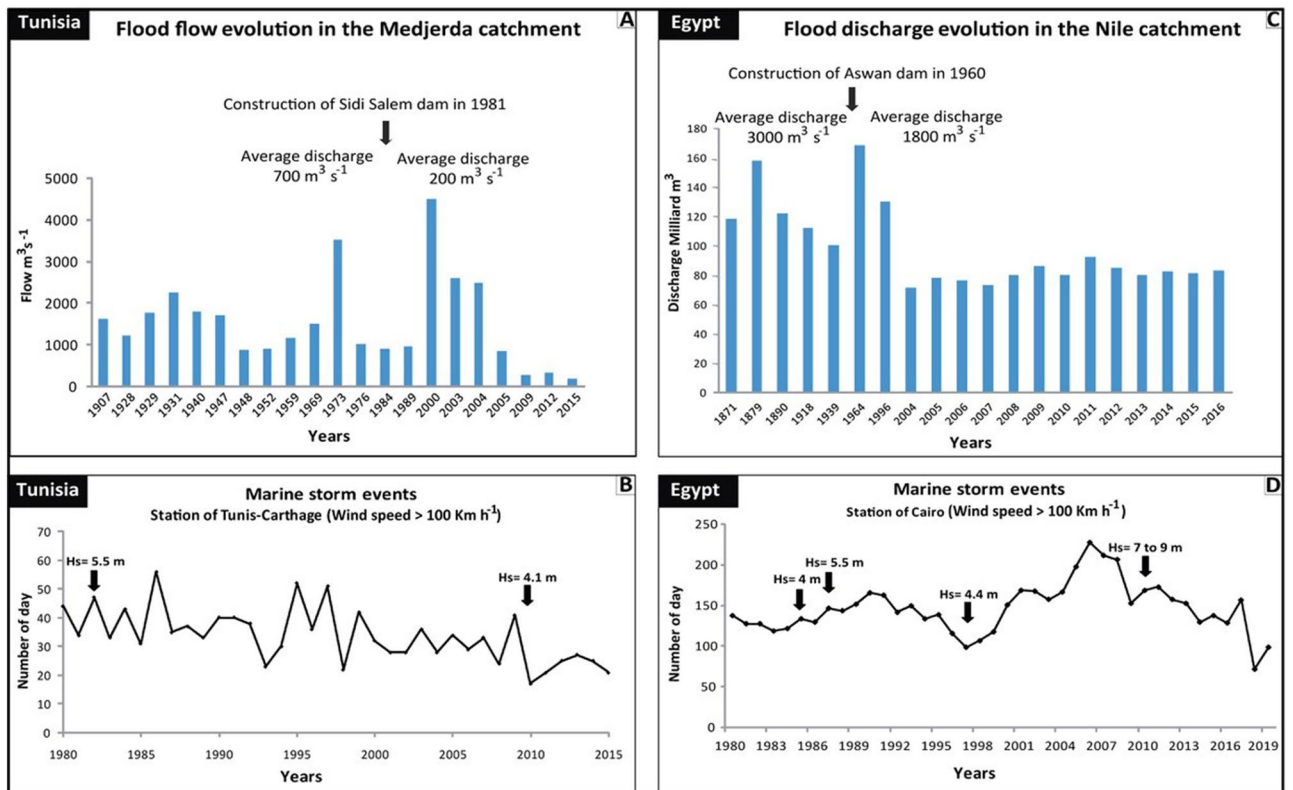 Tunisia
Flood flow evolution in the Medjerda catchment
A
Construction of Sidi Salem dam in 1981
Average discharge
700 m³ s⁻¹
Average discharge
200 m³ s⁻¹
5000
4000
3000
2000
1000
0
Flow m³s⁻¹
1907 1928 1929 1931 1940 1947 1948 1952 1959 1969 1973 1976 1984 1989 2000 2003 2004 2005 2009 2012 2015
Years
Egypt
Flood discharge evolution in the Nile catchment
C
Construction of Aswan dam in 1960
Average discharge
3000 m³ s⁻¹
Average discharge
1800 m³ s⁻¹
180
160
140
120
100
80
60
40
20
0
Discharge Milliard m³
1871 1879 1890 1918 1939 1964 1996 2004 2005 2006 2007 2008 2009 2010 2011 2012 2013 2014 2015 2016
Years
Tunisia
Marine storm events
B
Station of Tunis-Carthage (Wind speed > 100 Km h⁻¹)
70
60
50
40
30
20
10
0
Number of day
Hs= 5.5 m
Hs= 4.1 m
1980 1985 1990 1995 2000 2005 2010 2015
Years
Egypt
Marine storm events
D
Station of Cairo (Wind speed > 100 Km h⁻¹)
250
200
150
100
50
0
Number of day
Hs= 4 m
Hs= 5.5 m
Hs= 4.4 m
Hs= 7 to 9 m
1980 1983 1986 1989 1992 1995 1998 2001 2004 2007 2010 2013 2016 2019
Years